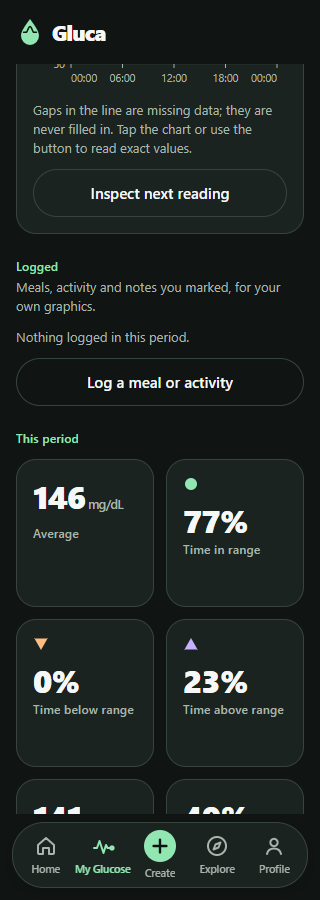 Gluca
50
00:00 06:00 12:00 18:00 00:00
Gaps in the line are missing data; they are
never filled in. Tap the chart or use the
button to read exact values.
Inspect next reading
Logged
Meals, activity and notes you marked, for your
own graphics.
Nothing logged in this period.
Log a meal or activity
This period
146 mg/dL
Average
77%
Time in range
0%
Time below range
23%
Time above range
Home
My Glucose
Create
Explore
Profile